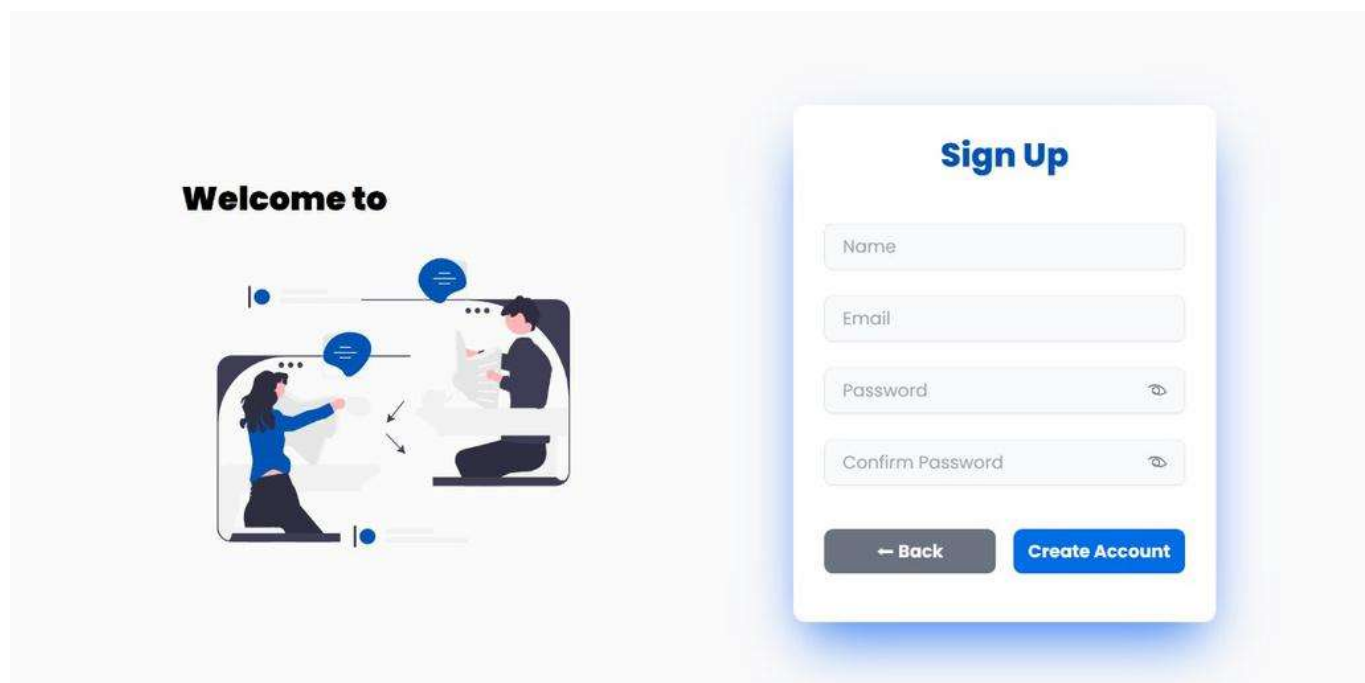 Welcome to
Sign Up
Name
Email
Password
Confirm Password
← Back
Create Account